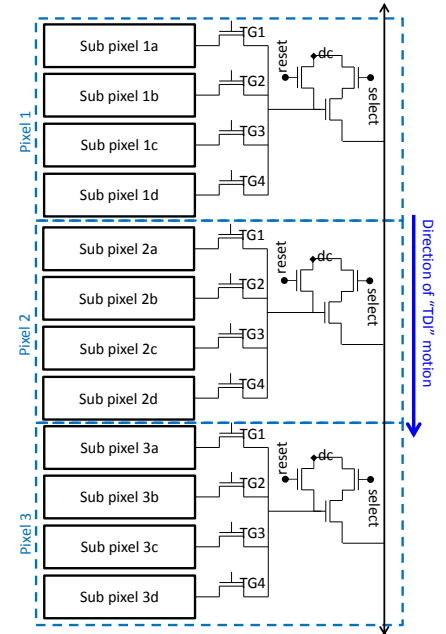 Pixel 1
Sub pixel 1a
TG1
Sub pixel 1b
TG2
Sub pixel 1c
TG3
Sub pixel 1d
TG4
reset
dc
select
Pixel 2
Sub pixel 2a
TG1
Sub pixel 2b
TG2
Sub pixel 2c
TG3
Sub pixel 2d
TG4
reset
dc
select
Pixel 3
Sub pixel 3a
TG1
Sub pixel 3b
TG2
Sub pixel 3c
TG3
Sub pixel 3d
TG4
reset
dc
select
Direction of "TDI" motion